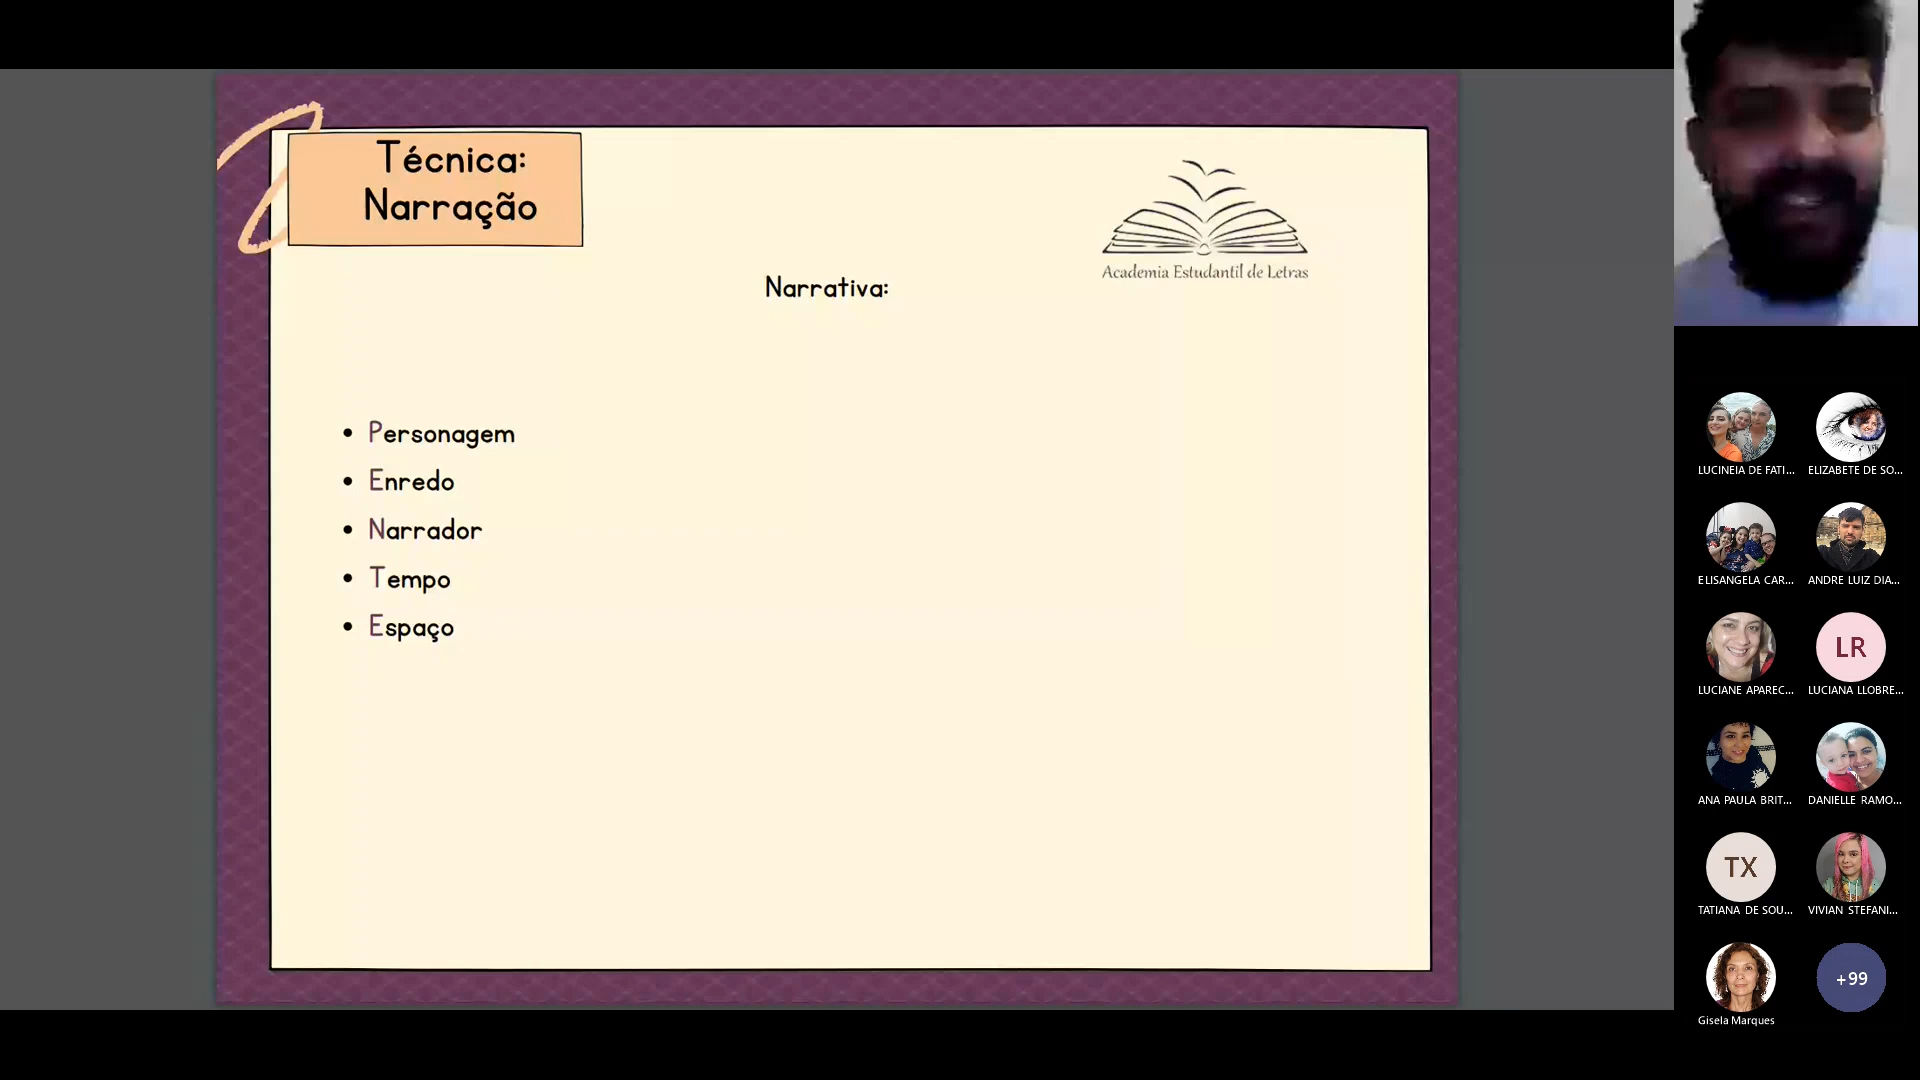 Técnica:
Narração
Academia Estudantil de Letras
Narrativa:
• Personagem
• Enredo
• Narrador
• Tempo
• Espaço
LUCINEIA DE FATI...
ELIZABETE DE SO...
ELISANGELA CAR...
ANDRE LUIZ DIA...
LR
LUCIANE APAREC...
LUCIANA LLOBRE...
ANA PAULA BRIT...
DANIELLE RAMO...
TX
TATIANA DE SOU...
VIVIAN STEFANI...
+99
Gisela Marques